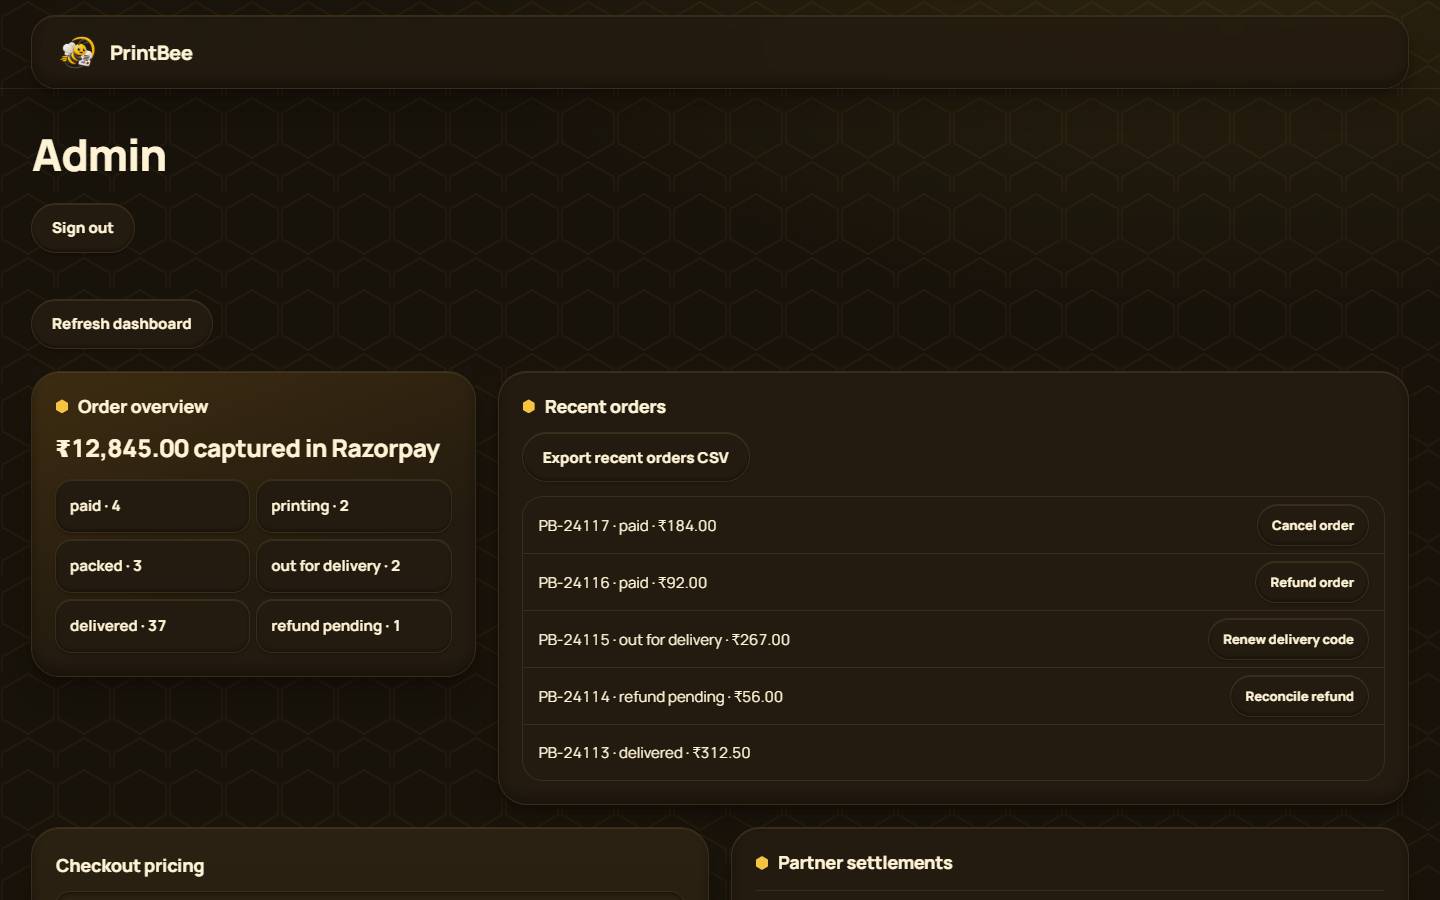 PrintBee
Admin
Sign out
Refresh dashboard
Order overview
₹12,845.00 captured in Razorpay
paid · 4
printing · 2
packed · 3
out for delivery · 2
delivered · 37
refund pending · 1
Recent orders
Export recent orders CSV
PB-24117 · paid · ₹184.00
Cancel order
PB-24116 · paid · ₹92.00
Refund order
PB-24115 · out for delivery · ₹267.00
Renew delivery code
PB-24114 · refund pending · ₹56.00
Reconcile refund
PB-24113 · delivered · ₹312.50
Checkout pricing
Partner settlements